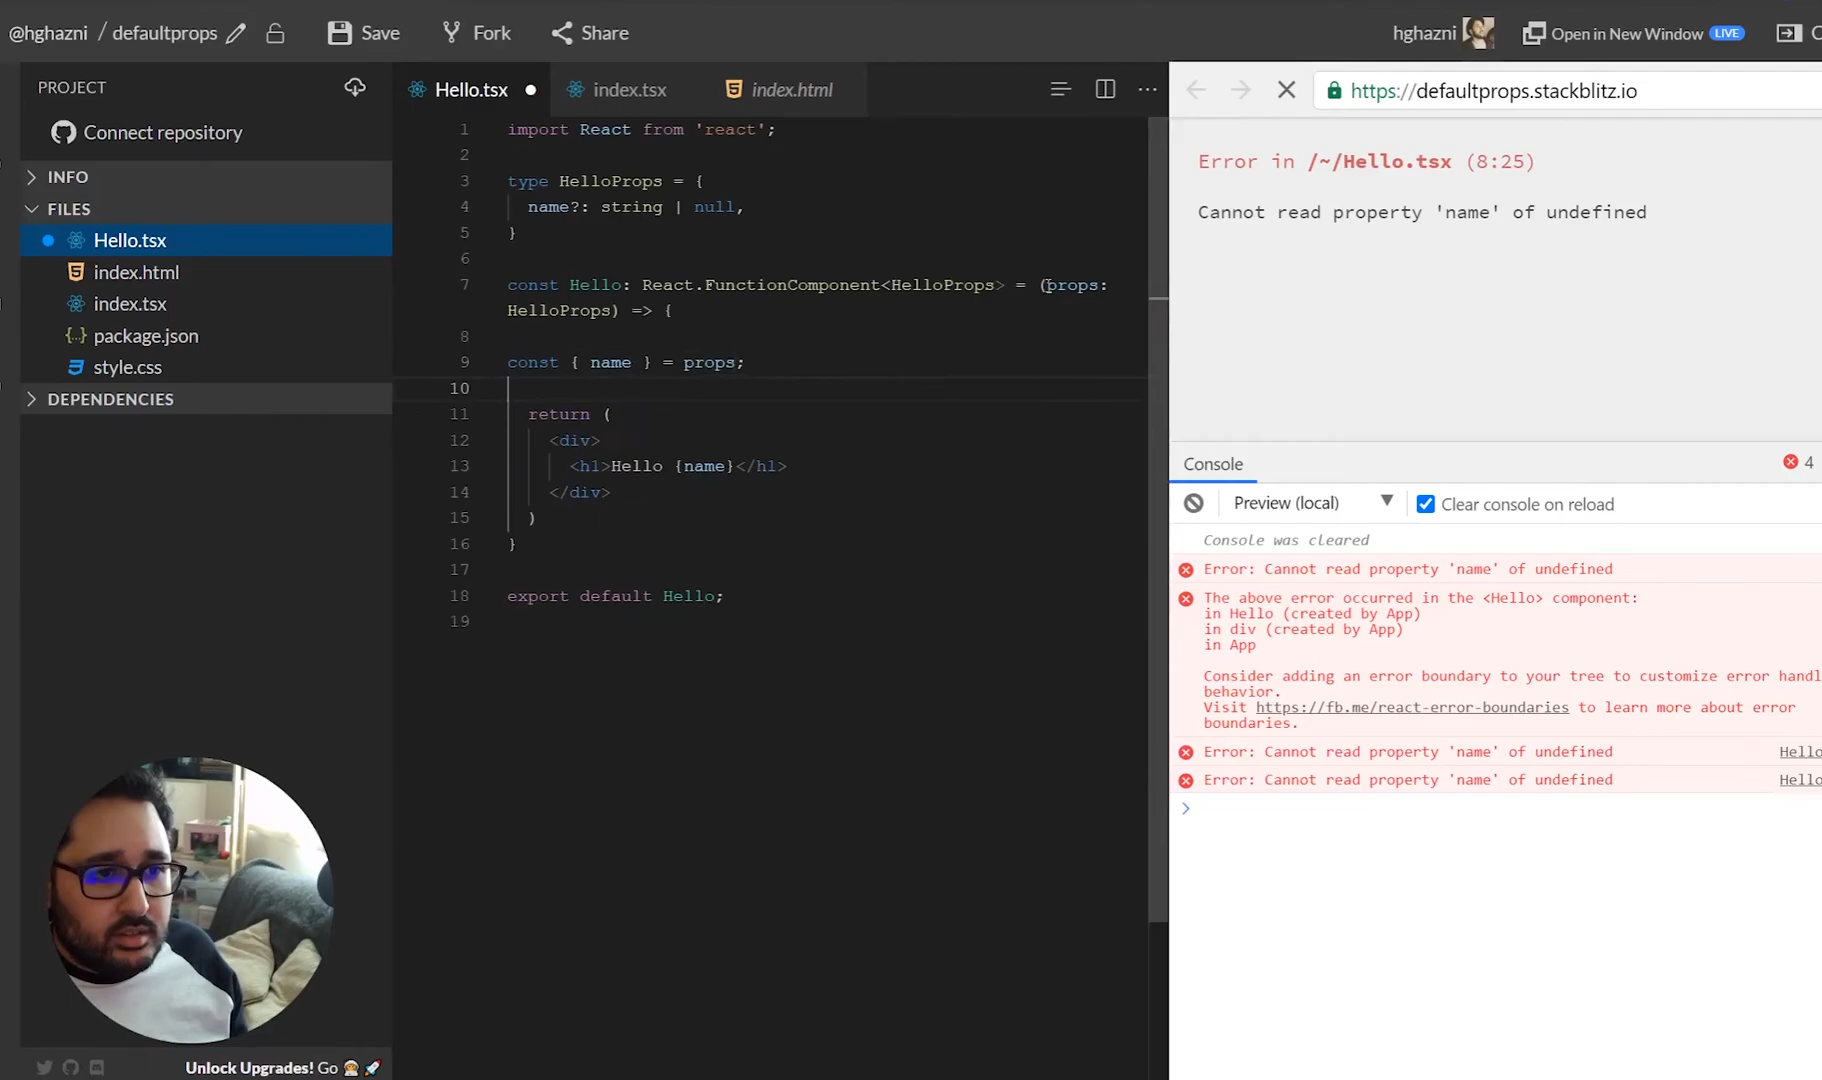 @hghazni / defaultprops
Save
Fork
Share
hghazni
Open in New Window LIVE
PROJECT
Connect repository
INFO
FILES
Hello.tsx
index.html
index.tsx
package.json
style.css
DEPENDENCIES
Unlock Upgrades! Go
Hello.tsx
index.tsx
index.html
1 import React from 'react';
2
3 type HelloProps = {
4 name?: string | null,
5 }
6
7 const Hello: React.FunctionComponent<HelloProps> = (props:
HelloProps) => {
8
9 const { name } = props;
10
11 return (
12 <div>
13 <h1>Hello {name}</h1>
14 </div>
15 )
16 }
17
18 export default Hello;
19
https://defaultprops.stackblitz.io
Error in /~/Hello.tsx (8:25)
Cannot read property 'name' of undefined
Console
4
Preview (local)
Clear console on reload
Console was cleared
Error: Cannot read property 'name' of undefined
The above error occurred in the <Hello> component:
in Hello (created by App)
in div (created by App)
in App
Consider adding an error boundary to your tree to customize error handl
behavior.
Visit https://fb.me/react-error-boundaries to learn more about error
boundaries.
Error: Cannot read property 'name' of undefined Hello
Error: Cannot read property 'name' of undefined Hello